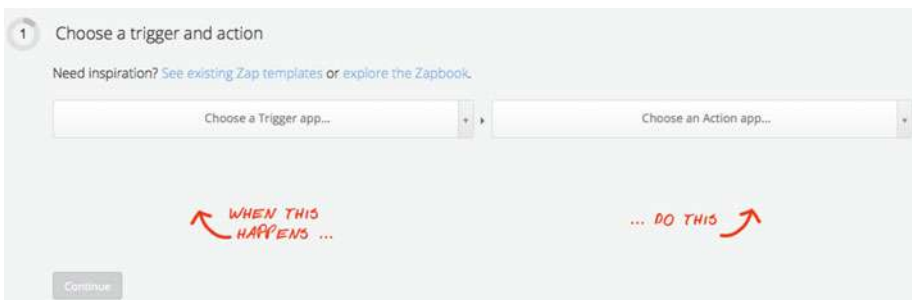 1 Choose a trigger and action
Need inspiration? See existing Zap templates or explore the Zapbook.
Choose a Trigger app... Choose an Action app...
WHEN THIS
HAPPENS ...
... DO THIS
Continue